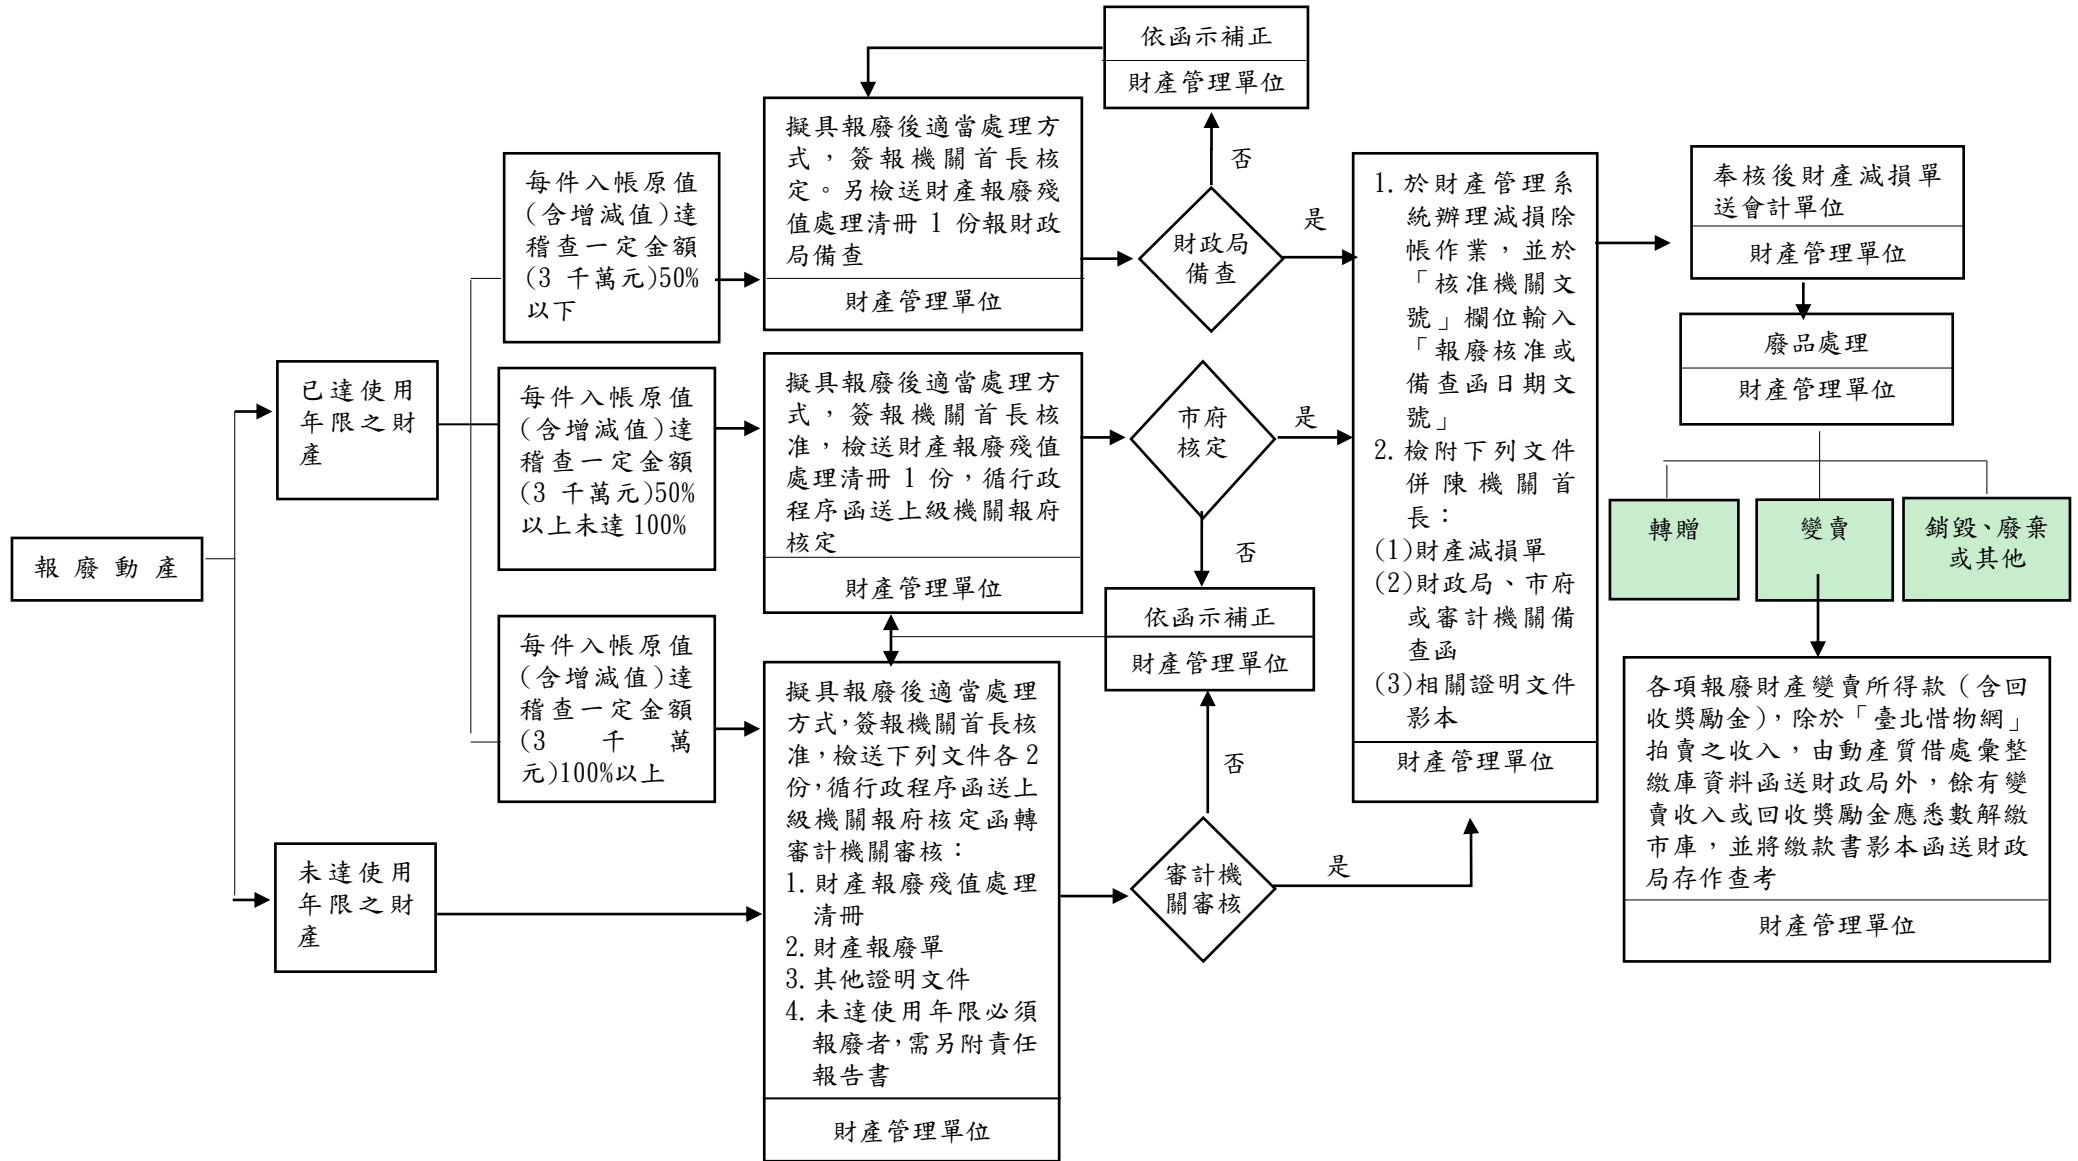 報廢動產
已達使用
年限之財
產
未達使用
年限之財
產
每件入帳原值
(含增減值)達
稽查一定金額
(3 千萬元)50%
以下
每件入帳原值
(含增減值)達
稽查一定金額
(3 千萬元)50%
以上未達 100%
每件入帳原值
(含增減值)達
稽查一定金額
(3 千 萬
元)100%以上
擬具報廢後適當處理方
式，簽報機關首長核
定。另檢送財產報廢殘
值處理清冊 1 份報財政
局備查
財產管理單位
擬具報廢後適當處理方
式，簽報機關首長核
准，檢送財產報廢殘值
處理清冊 1 份，循行政
程序函送上級機關報府
核定
財產管理單位
擬具報廢後適當處理
方式，簽報機關首長核
准，檢送下列文件各 2
份，循行政程序函送上
級機關報府核定函轉
審計機關審核：
1. 財產報廢殘值處理
清冊
2. 財產報廢單
3. 其他證明文件
4. 未達使用年限必須
報廢者，需另附責任
報告書
財產管理單位
依函示補正
財產管理單位
否
財政局
備查
是
市府
核定
是
否
依函示補正
財產管理單位
否
審計機
關審核
是
1. 於財產管理系
統辦理減損除
帳作業，並於
「核准機關文
號」欄位輸入
「報廢核准或
備查函日期文
號」
2. 檢附下列文件
併陳機關首
長：
(1)財產減損單
(2)財政局、市府
或審計機關備
查函
(3)相關證明文件
影本
財產管理單位
奉核後財產減損單
送會計單位
財產管理單位
廢品處理
財產管理單位
轉贈
變賣
銷毀、廢棄
或其他
各項報廢財產變賣所得款（含回
收獎勵金），除於「臺北惜物網」
拍賣之收入，由動產質借處彙整
繳庫資料函送財政局外，餘有變
賣收入或回收獎勵金應悉數解繳
市庫，並將繳款書影本函送財政
局存作查考
財產管理單位